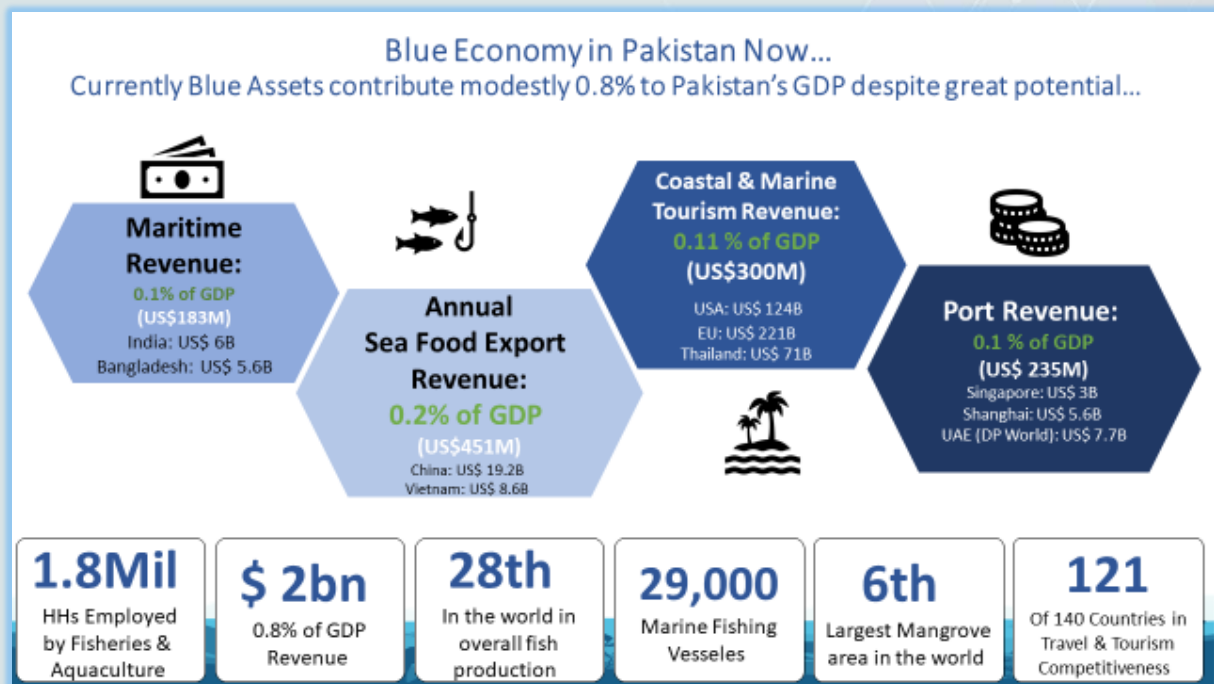 Blue Economy in Pakistan Now...
Currently Blue Assets contribute modestly 0.8% to Pakistan's GDP despite great potential...
Maritime
Revenue:
0.1% of GDP
(US$183M)
India: US$ 6B
Bangladesh: US$ 5.6B
Annual
Sea Food Export
Revenue:
0.2% of GDP
(US$451M)
China: US$ 19.2B
Vietnam: US$ 8.6B
Coastal & Marine
Tourism Revenue:
0.11 % of GDP
(US$300M)
USA: US$ 124B
EU: US$ 221B
Thailand: US$ 71B
Port Revenue:
0.1 % of GDP
(US$ 235M)
Singapore: US$ 3B
Shanghai: US$ 5.6B
UAE (DP World): US$ 7.7B
1.8Mil
HHs Employed
by Fisheries &
Aquaculture
$ 2bn
0.8% of GDP
Revenue
28th
In the world in
overall fish
production
29,000
Marine Fishing
Vesseles
6th
Largest Mangrove
area in the world
121
Of 140 Countries in
Travel & Tourism
Competitiveness